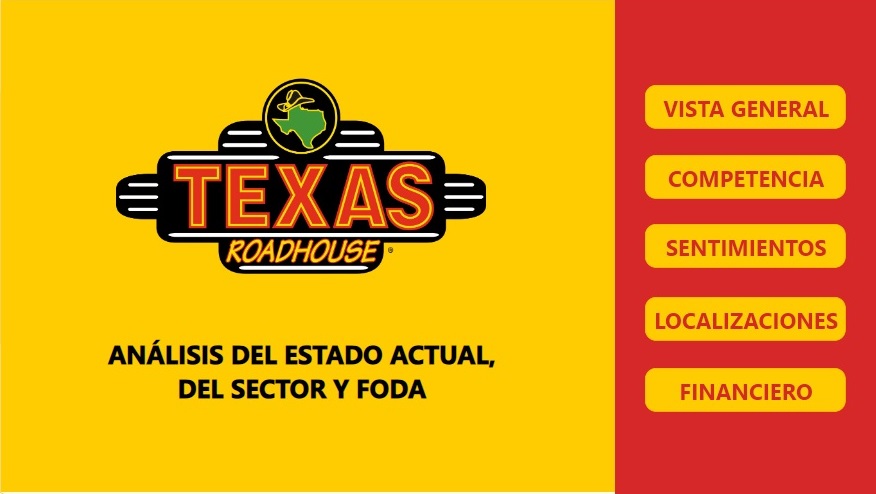 TEXAS
ROADHOUSE®
ANÁLISIS DEL ESTADO ACTUAL,
DEL SECTOR Y FODA
VISTA GENERAL
COMPETENCIA
SENTIMIENTOS
LOCALIZACIONES
FINANCIERO